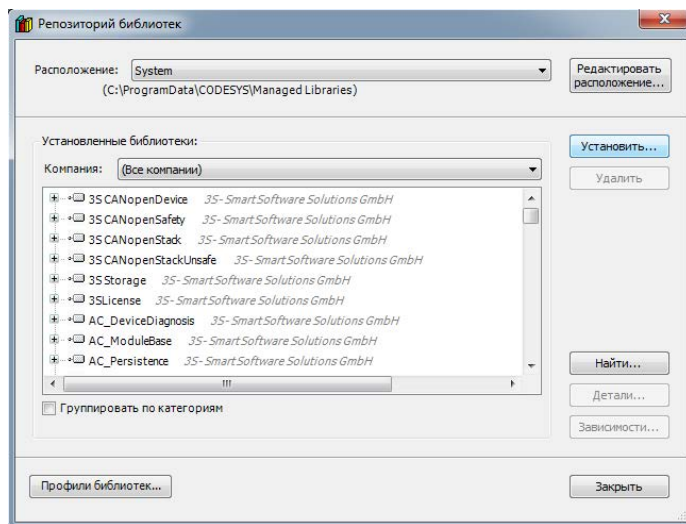 Репозиторий библиотек
Расположение: System
(C:\ProgramData\CODESYS\Managed Libraries)
Редактировать
расположение...
Установленные библиотеки:
Компания: (Все компании)
Установить...
Удалить
3S CANopenDevice 3S- Smart Software Solutions GmbH
3S CANopenSafety 3S- Smart Software Solutions GmbH
3S CANopenStack 3S- Smart Software Solutions GmbH
3S CANopenStackUnsafe 3S- Smart Software Solutions GmbH
3S Storage 3S- Smart Software Solutions GmbH
3SLicense 3S- Smart Software Solutions GmbH
AC_DeviceDiagnosis 3S- Smart Software Solutions GmbH
AC_ModuleBase 3S- Smart Software Solutions GmbH
AC_Persistence 3S- Smart Software Solutions GmbH
Группировать по категориям
Найти...
Детали...
Зависимости...
Профили библиотек...
Закрыть